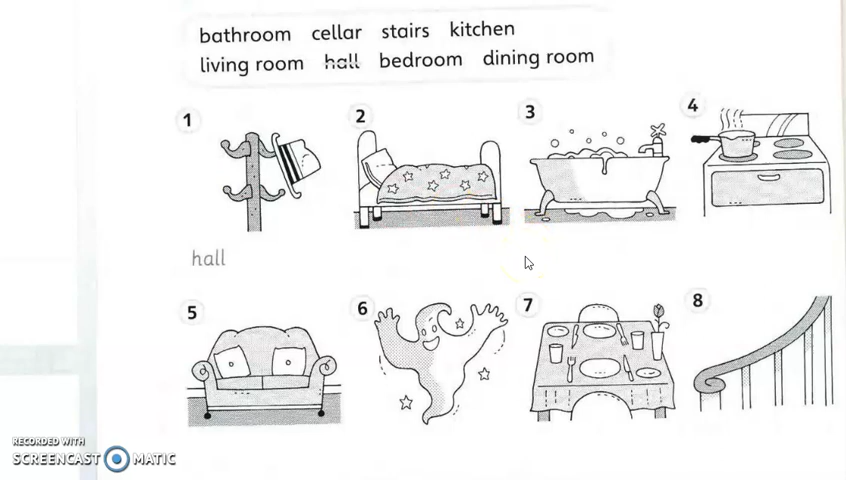 bathroom cellar stairs kitchen
living room hall bedroom dining room
1
2
3
4
hall
5
6
7
8
RECORDED WITH
SCREENCAST MATIC